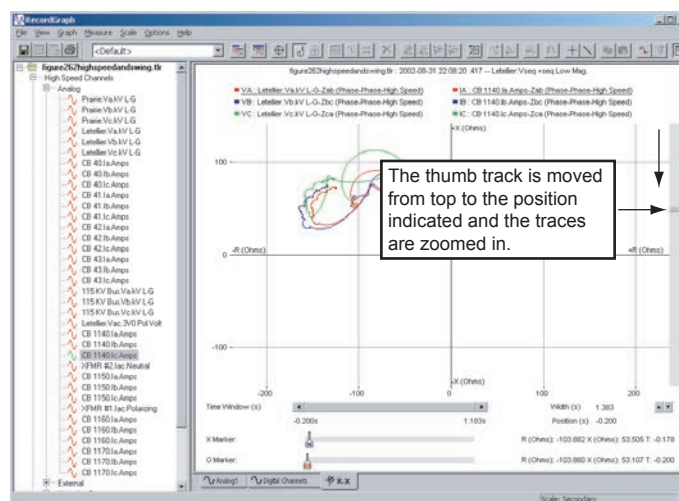 RecordGraph
File View Graph Measure Scale Options Help
<Default>
figure262highspeedandswing.tlr
High Speed Channels
Analog
Prairie.Va.kV L-G
Prairie.Vb.kV L-G
Prairie.Vc.kV L-G
Letellier.Va.kV L-G
Letellier.Vb.kV L-G
Letellier.Vc.kV L-G
CB 40.Ia.Amps
CB 40.Ib.Amps
CB 40.Ic.Amps
CB 41.Ia.Amps
CB 41.Ib.Amps
CB 41.Ic.Amps
CB 42.Ia.Amps
CB 42.Ib.Amps
CB 42.Ic.Amps
CB 43.Ia.Amps
CB 43.Ib.Amps
CB 43.Ic.Amps
115 KV Bus.Va.kV L-G
115 KV Bus.Vb.kV L-G
115 KV Bus.Vc.kV L-G
Letellier.Vac.3V0 Pol Volt
CB 1140.Ia.Amps
CB 1140.Ib.Amps
CB 1140.Ic.Amps
XFMR #2.Iac.Neutral
CB 1150.Ia.Amps
CB 1150.Ib.Amps
CB 1150.Ic.Amps
XFMR #1.Iac.Polarizing
CB 1160.Ia.Amps
CB 1160.Ib.Amps
CB 1160.Ic.Amps
CB 1170.Ia.Amps
CB 1170.Ib.Amps
CB 1170.Ic.Amps
External
figure262highspeedandswing.tlr : 2002-08-31 22:08:20 .417 -- Letellier:Vseq +seq Low Mag.
VA : Letellier.Va.kV L-G-Zab (Phase-Phase-High Speed)
VB : Letellier.Vb.kV L-G-Zbc (Phase-Phase-High Speed)
VC : Letellier.Vc.kV L-G-Zca (Phase-Phase-High Speed)
IA : CB 1140.Ia.Amps-Zab (Phase-Phase-High Speed)
IB : CB 1140.Ib.Amps-Zbc (Phase-Phase-High Speed)
IC : CB 1140.Ic.Amps-Zca (Phase-Phase-High Speed)
+X (Ohms)
100
The thumb track is moved
from top to the position
indicated and the traces
are zoomed in.
-R (Ohms)
+R (Ohms)
0
-100
-X (Ohms)
-200 -100 0 100 200
Time Window (s)
Width (s) 1.383
-0.200s 1.183s
Position (s) -0.200
X Marker:
R (Ohms): -103.882 X (Ohms): 53.505 T: -0.178
O Marker:
R (Ohms): -103.860 X (Ohms): 53.107 T: -0.200
Analog1 Digital Channels R-X
Scale: Secondary